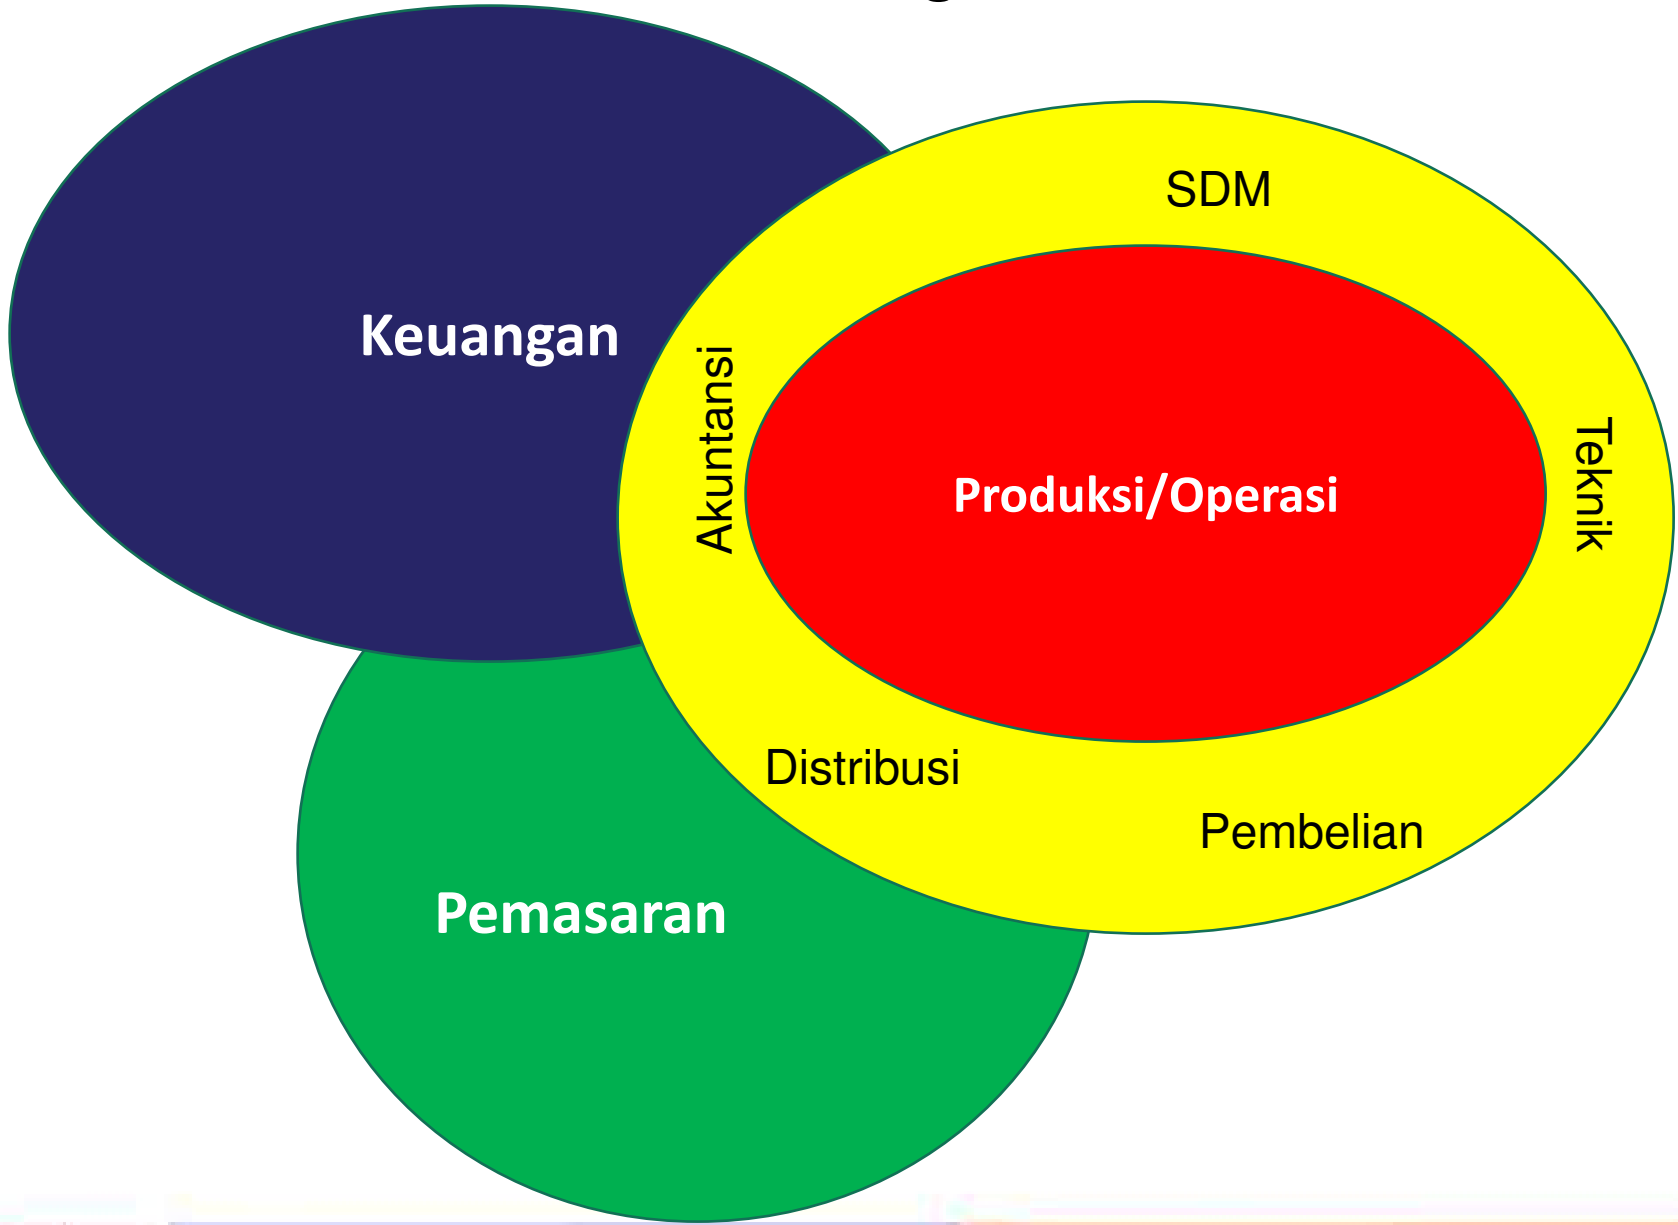 SDM
Keuangan
Akuntansi
Produksi/Operasi
Teknik
Distribusi
Pembelian
Pemasaran